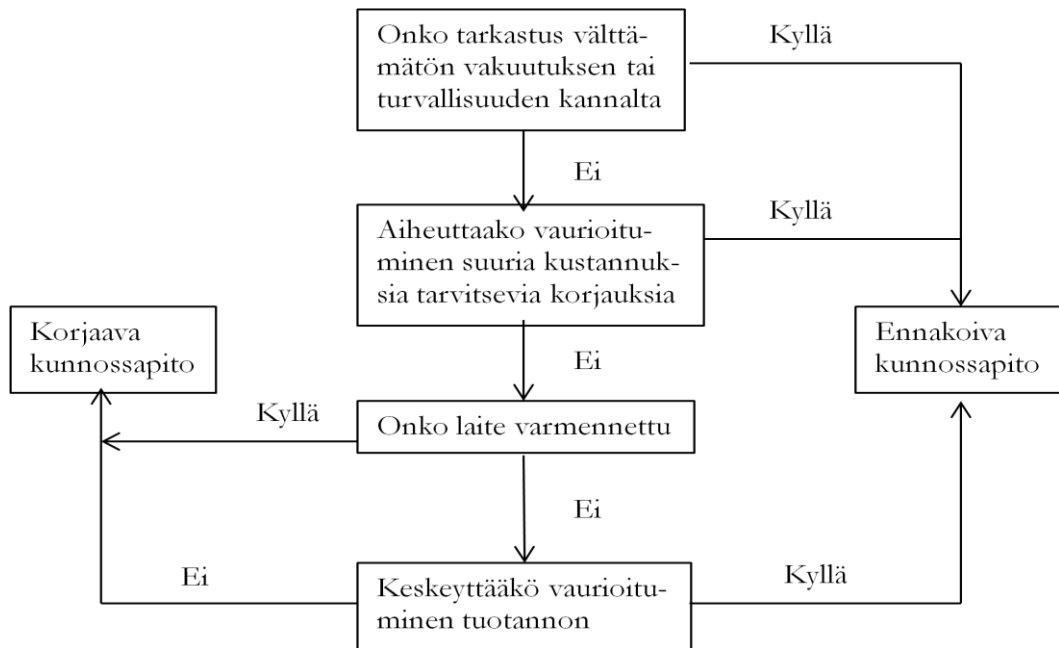 Onko tarkastus välttä-
mätön vakuutuksen tai
turvallisuuden kannalta
Kyllä
Ei
Aiheuttaako vaurioitu-
minen suuria kustannuk-
sia tarvitsevia korjauksia
Kyllä
Korjaava
kunnossapito
Ennakoiva
kunnossapito
Ei
Kyllä
Onko laite varmennettu
Ei
Ei
Keskeyttääkö vaurioitu-
minen tuotannon
Kyllä